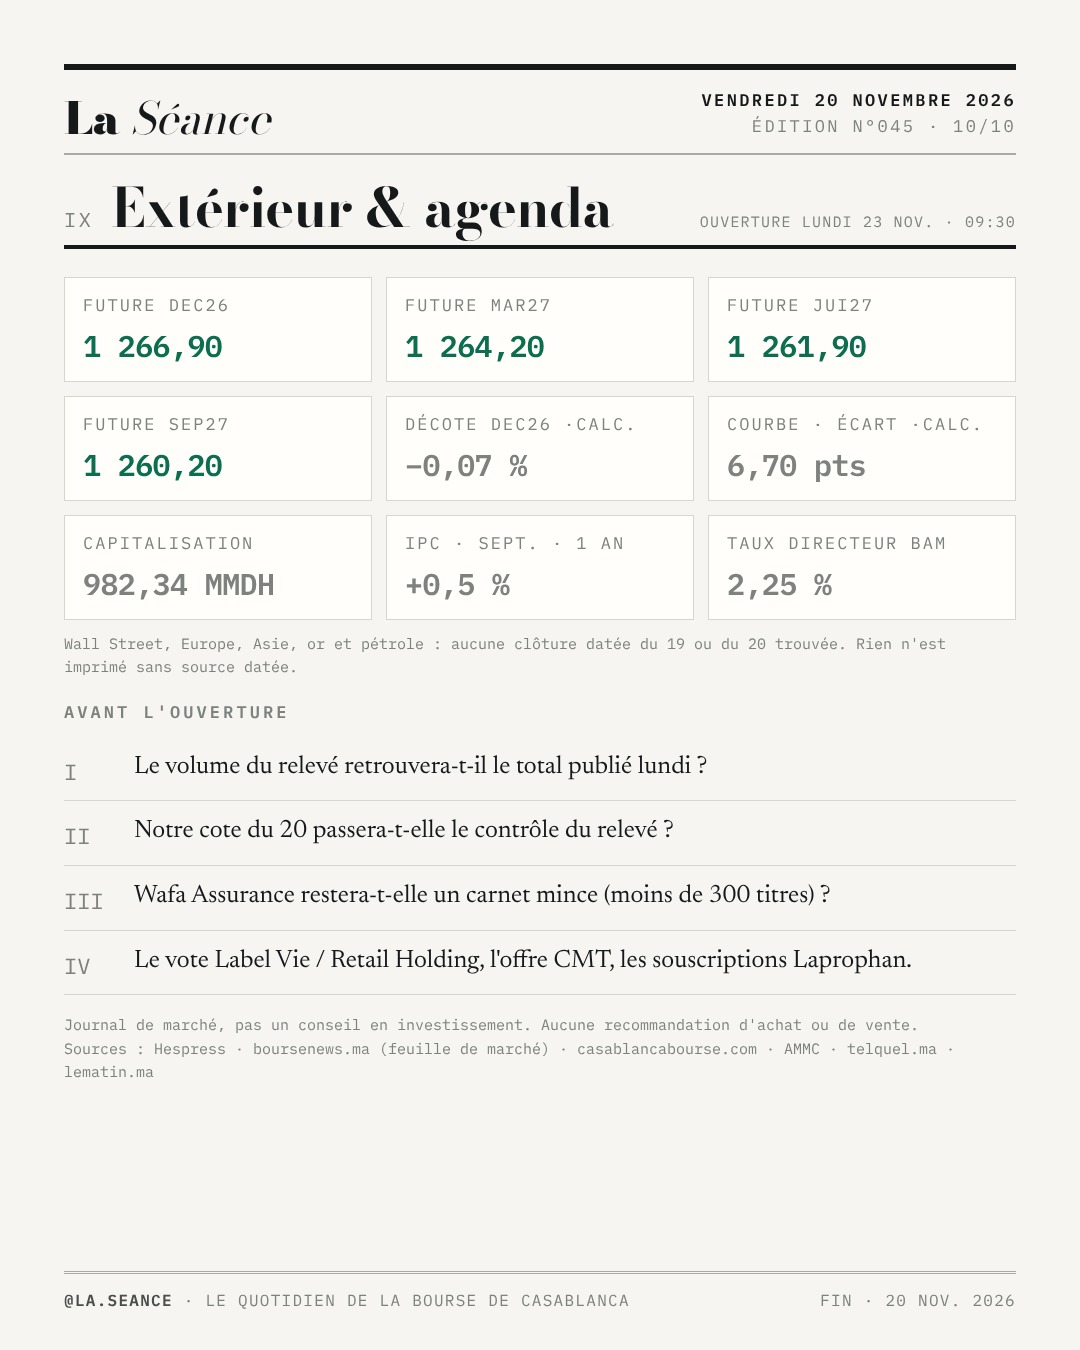 La Séance
VENDREDI 20 NOVEMBRE 2026
ÉDITION N°045 · 10/10
IX Extérieur & agenda
OUVERTURE LUNDI 23 NOV. · 09:30
FUTURE DEC26
1 266,90
FUTURE MAR27
1 264,20
FUTURE JUI27
1 261,90
FUTURE SEP27
1 260,20
DÉCOTE DEC26 ·CALC.
−0,07 %
COURBE · ÉCART ·CALC.
6,70 pts
CAPITALISATION
982,34 MMDH
IPC · SEPT. · 1 AN
+0,5 %
TAUX DIRECTEUR BAM
2,25 %
Wall Street, Europe, Asie, or et pétrole : aucune clôture datée du 19 ou du 20 trouvée. Rien n'est
imprimé sans source datée.
AVANT L'OUVERTURE
I Le volume du relevé retrouvera-t-il le total publié lundi ?
II Notre cote du 20 passera-t-elle le contrôle du relevé ?
III Wafa Assurance restera-t-elle un carnet mince (moins de 300 titres) ?
IV Le vote Label Vie / Retail Holding, l'offre CMT, les souscriptions Laprophan.
Journal de marché, pas un conseil en investissement. Aucune recommandation d'achat ou de vente.
Sources : Hespress · boursenews.ma (feuille de marché) · casablancabourse.com · AMMC · telquel.ma ·
lematin.ma
@LA.SEANCE · LE QUOTIDIEN DE LA BOURSE DE CASABLANCA
FIN · 20 NOV. 2026